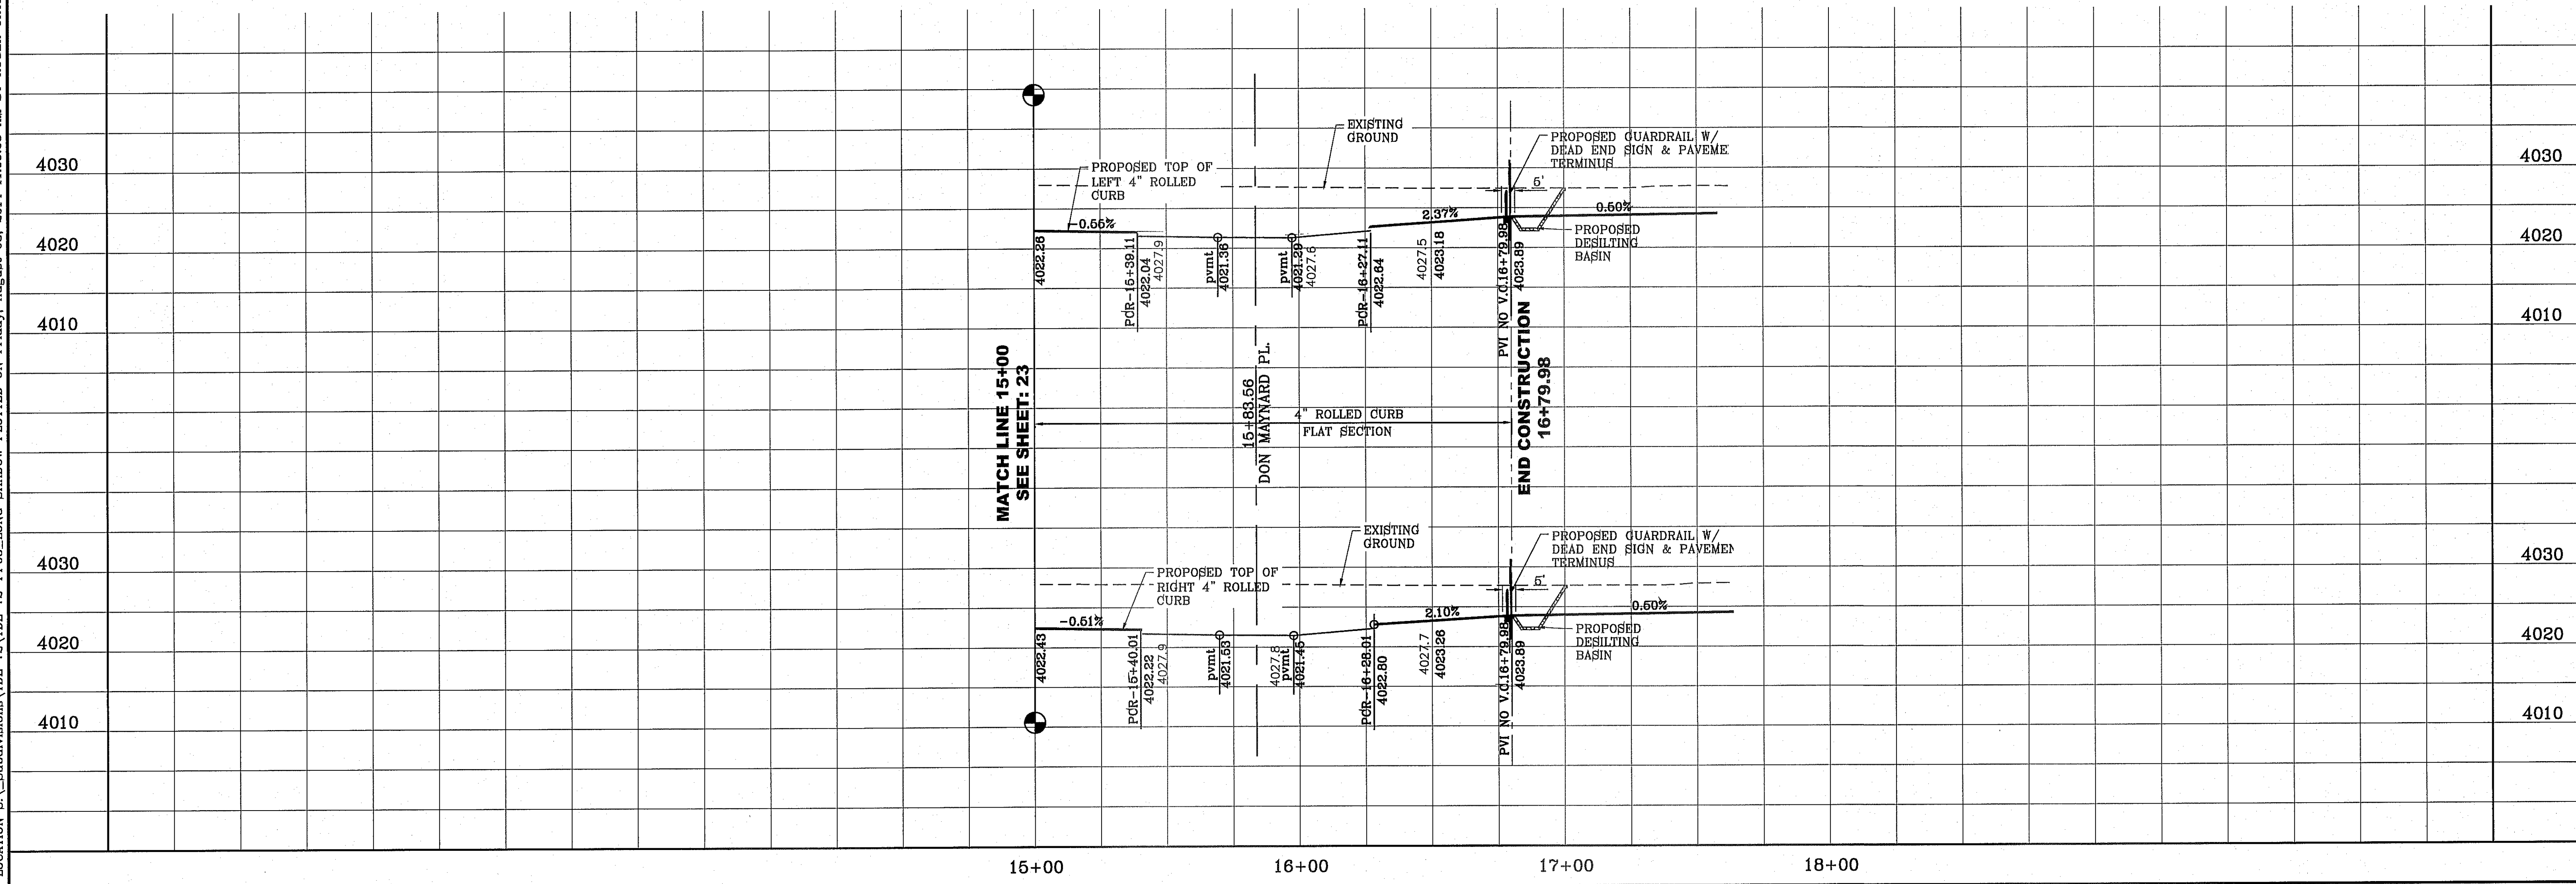 4030
4020
4010
4030
4020
4010
4030
4020
4010
4030
4020
4010
PROPOSED TOP OF
LEFT 4" ROLLED
CURB
EXISTING
GROUND
PROPOSED GUARDRAIL W/
DEAD END SIGN & PAVEME
TERMINUS
5'
-0.55%
2.37%
0.50%
PROPOSED
DESILTING
BASIN
4022.26
PCR-15+39.11
4022.04
4027.9
pvmt
4021.36
pvmt
4021.29
4027.6
PCR-16+27.11
4022.64
4027.5
4023.18
PVI NO V.C.16+79.98
4023.89
MATCH LINE 15+00
SEE SHEET: 23
15+83.56
DON MAYNARD PL.
4" ROLLED CURB
FLAT SECTION
END CONSTRUCTION
16+79.98
PROPOSED TOP OF
RIGHT 4" ROLLED
CURB
EXISTING
GROUND
PROPOSED GUARDRAIL W/
DEAD END SIGN & PAVEMEN
TERMINUS
5'
-0.51%
2.10%
0.50%
PROPOSED
DESILTING
BASIN
4022.43
PCR-15+40.01
4022.22
4027.9
pvmt
4021.53
4027.8
pvmt
4021.45
PCR-16+28.01
4022.80
4027.7
4023.26
PVI NO V.C.16+79.98
4023.89
15+00
16+00
17+00
18+00